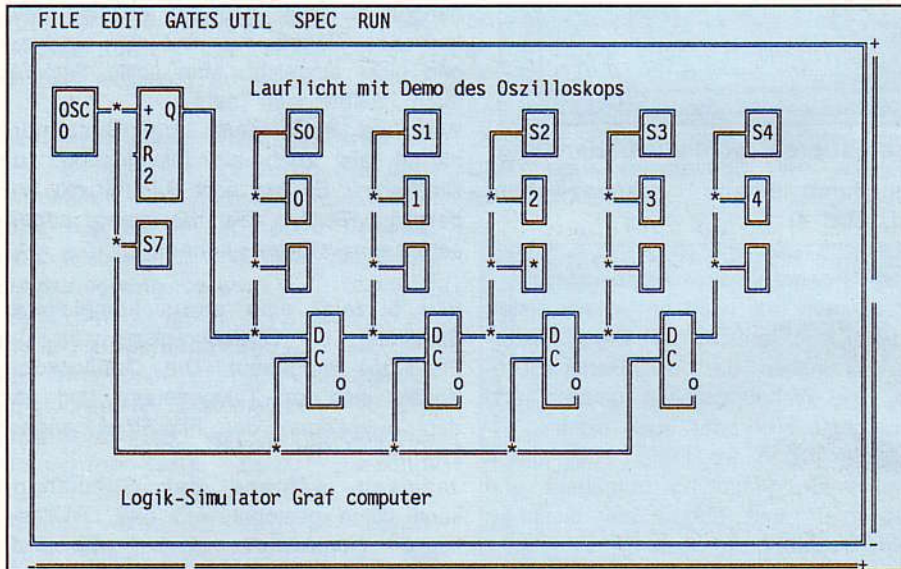 FILE EDIT GATES UTIL SPEC RUN
Lauflicht mit Demo des Oszilloskops
OSC * + Q S0 S1 S2 S3 S4
0 7
R 0 1 2 3 4
2
* S7
*
D D D D
C C C C
O O O O
Logik-Simulator Graf computer